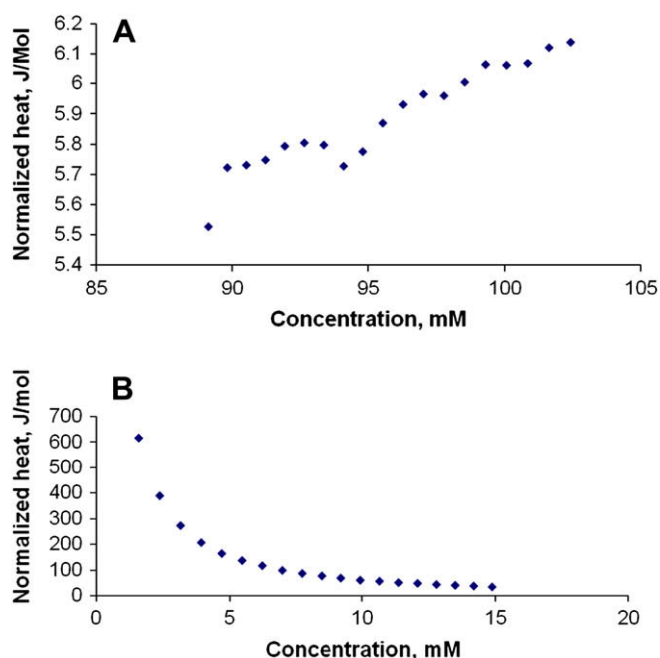 A
Normalized heat, J/Mol
6.2
6.1
6
5.9
5.8
5.7
5.6
5.5
5.4
85 90 95 100 105
Concentration, mM
B
Normalized heat, J/mol
700
600
500
400
300
200
100
0
0 5 10 15 20
Concentration, mM